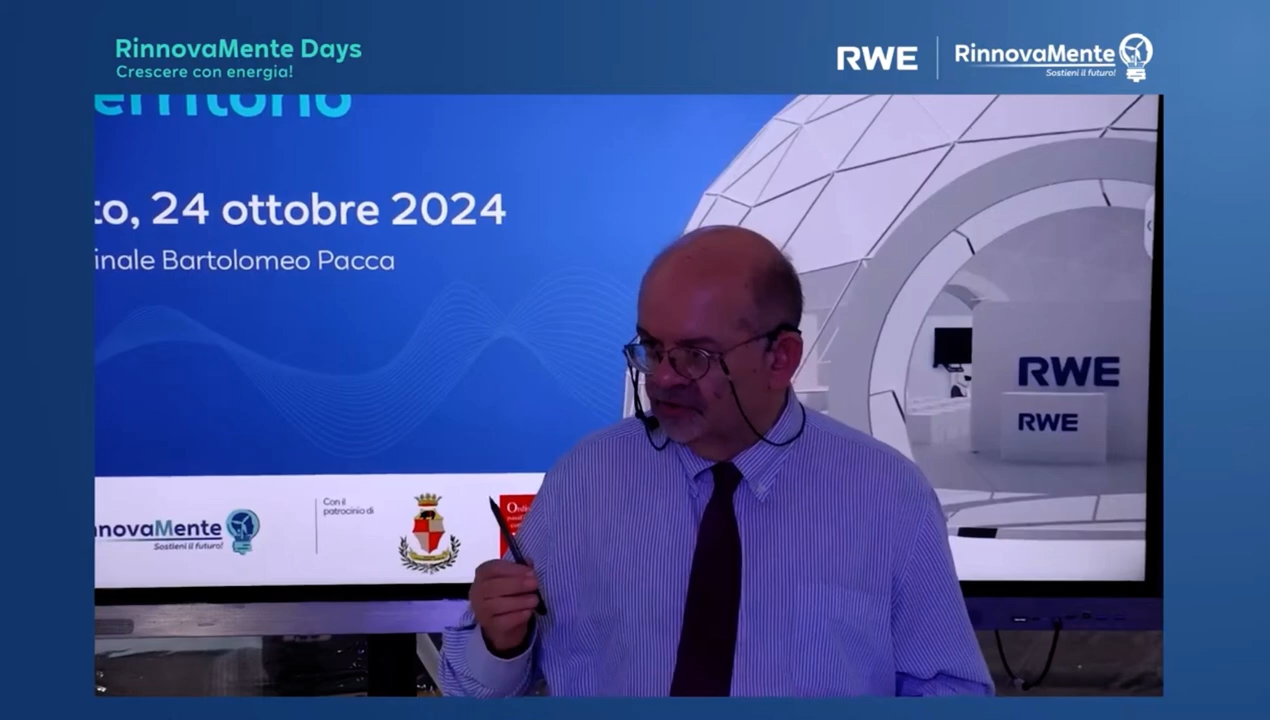 RinnovaMente Days
Crescere con energia!
RWE
RinnovaMente
Sostieni il futuro!
erritorio
to, 24 ottobre 2024
inale Bartolomeo Pacca
RWE
RWE
nnovaMente
Sostieni il futuro!
Con il
patrocinio di